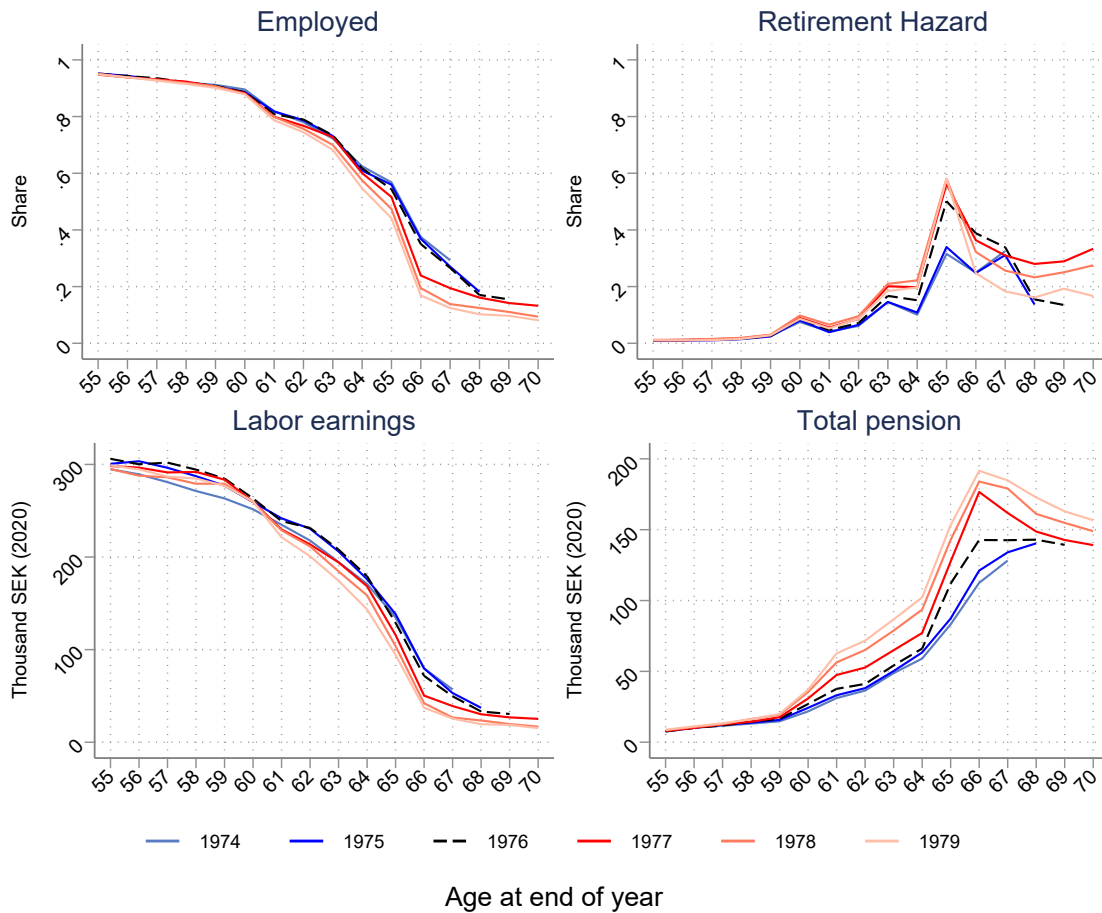 Employed
Retirement Hazard
Share
1
.8
.6
.4
.2
0
55 56 57 58 59 60 61 62 63 64 65 66 67 68 69 70
Share
1
.8
.6
.4
.2
0
55 56 57 58 59 60 61 62 63 64 65 66 67 68 69 70
Labor earnings
Total pension
Thousand SEK (2020)
300
200
100
0
55 56 57 58 59 60 61 62 63 64 65 66 67 68 69 70
Thousand SEK (2020)
200
150
100
50
0
55 56 57 58 59 60 61 62 63 64 65 66 67 68 69 70
1974 1975 1976 1977 1978 1979
Age at end of year